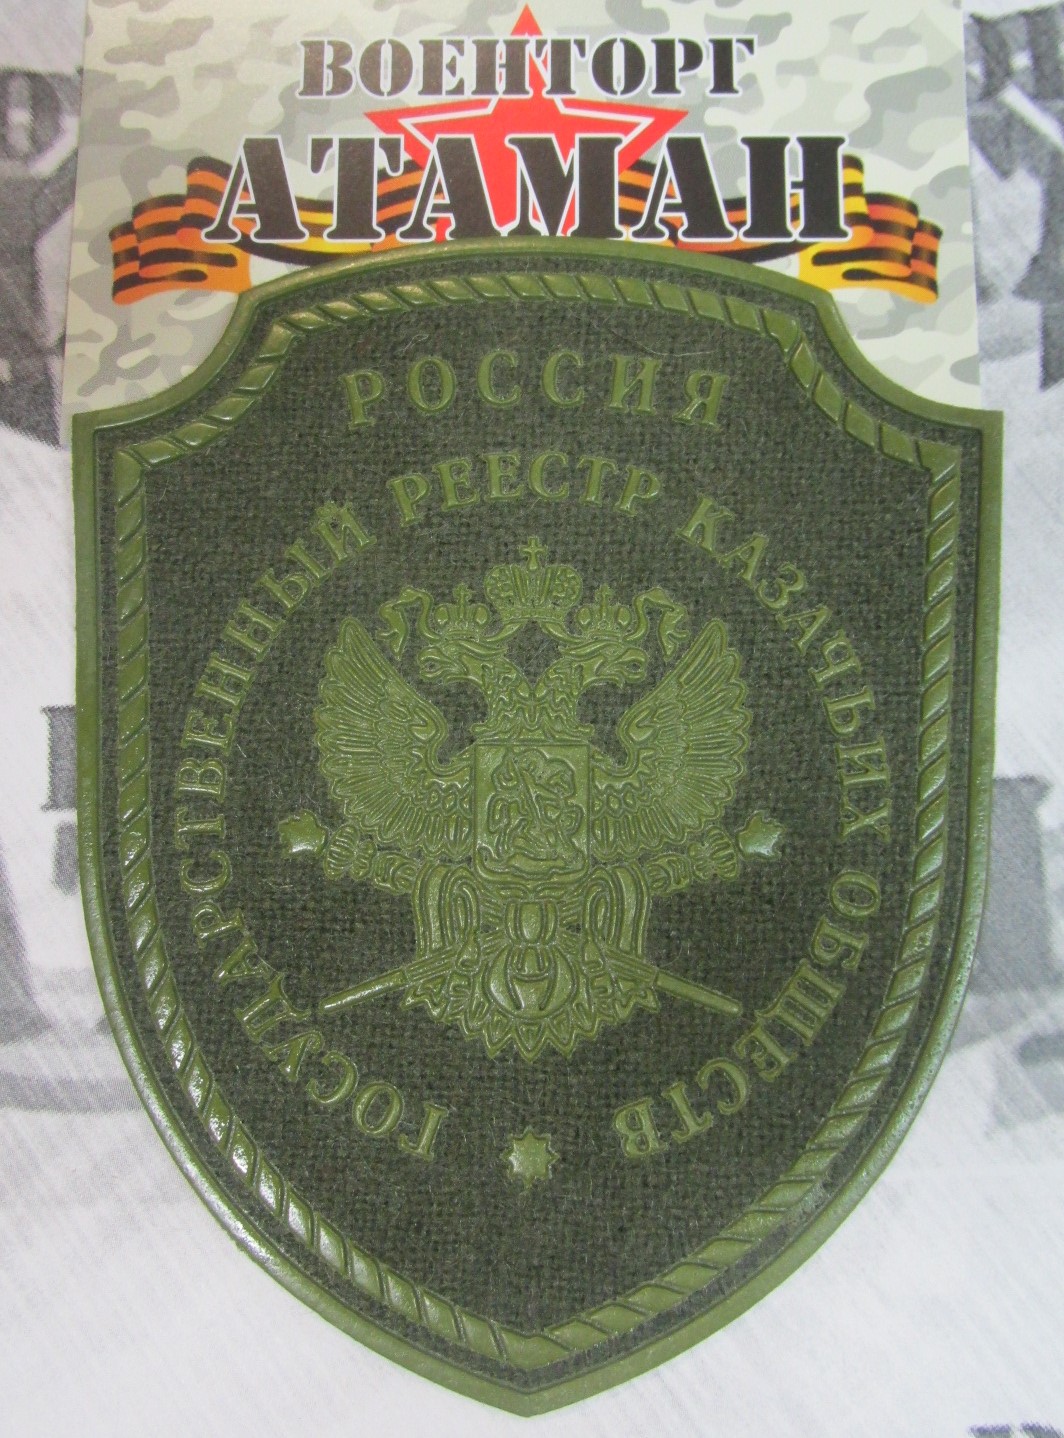 ВОЕНТОРГ
АТАМАН
РОССИЯ
ГОСУДАРСТВЕННЫЙ РЕЕСТР КАЗАЧЬИХ ОБЩЕСТВ